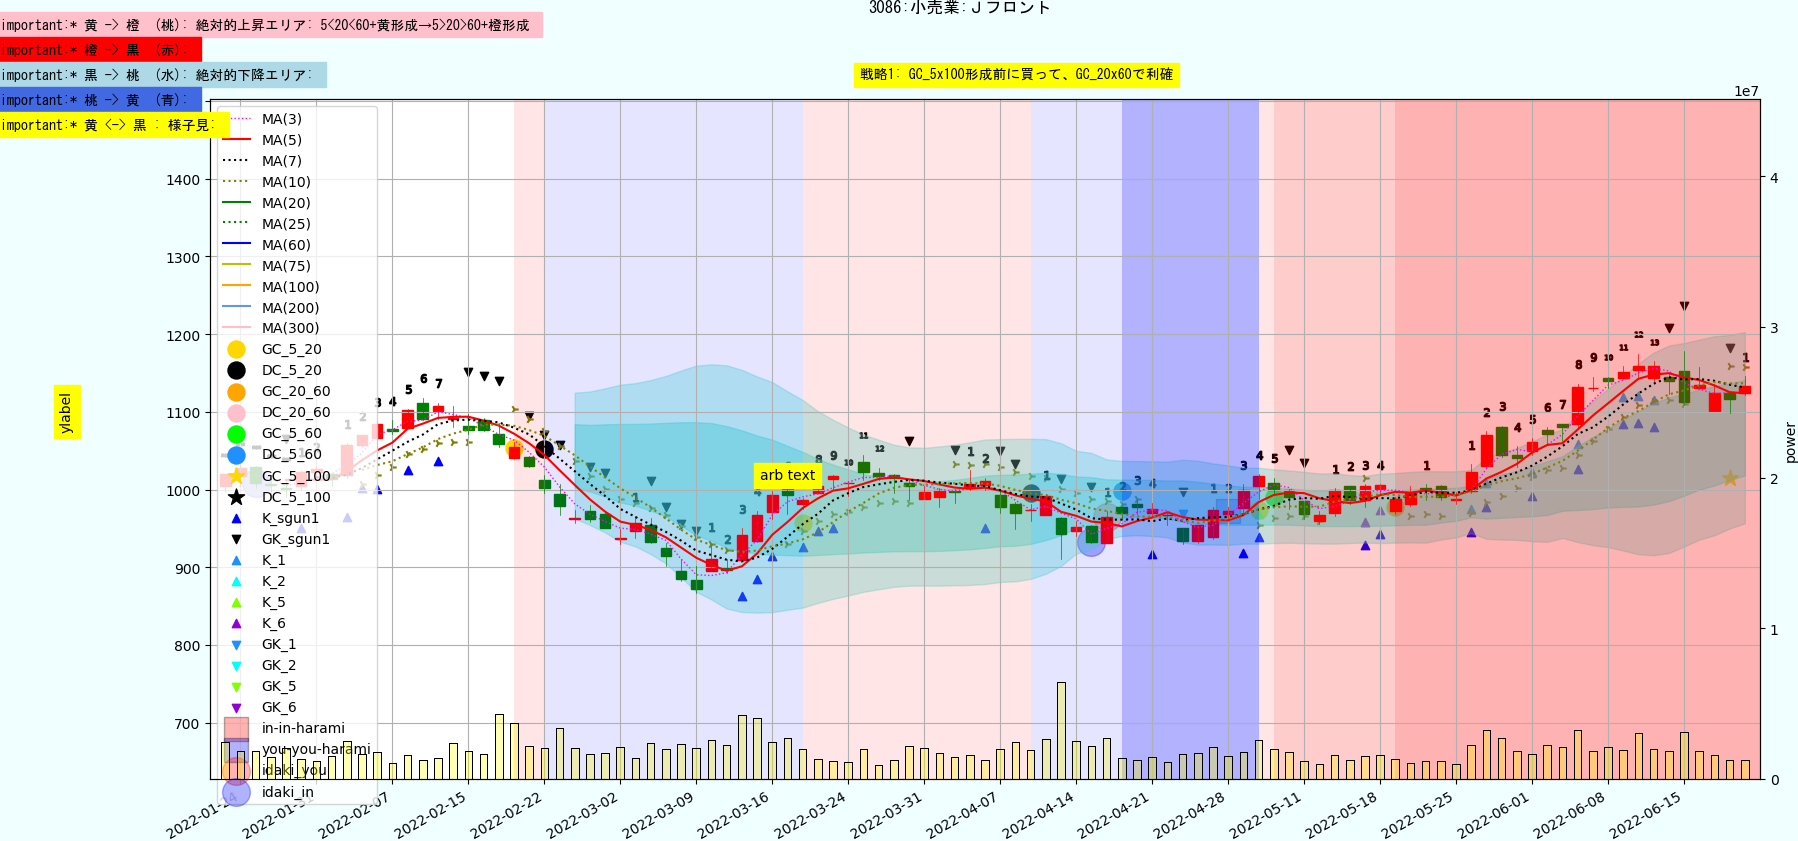 3086:小売業:Jフロント
important:* 黄 -> 橙 (桃): 絶対的上昇エリア: 5<20<60+黄形成→5>20>60+橙形成
important:* 橙 -> 黒 (赤):
important:* 黒 -> 桃 (水): 絶対的下降エリア:
戦略1: GC_5x100形成前に買って、GC_20x60で利確
important:* 桃 -> 黄 (青):
important:* 黄 <-> 黒 : 様子見:
1e7
MA(3)
MA(5)
MA(7)
MA(10)
MA(20)
MA(25)
MA(60)
MA(75)
MA(100)
MA(200)
MA(300)
GC_5_20
DC_5_20
GC_20_60
DC_20_60
GC_5_60
DC_5_60
GC_5_100
DC_5_100
K_sgun1
GK_sgun1
K_1
K_2
K_5
K_6
GK_1
GK_2
GK_5
GK_6
in-in-harami
you-you-harami
idaki_you
idaki_in
1400
1300
1200
1100
1000
900
800
700
ylabel
arb text
4
3
2
1
0
power
2022-01-24
2022-01-31
2022-02-07
2022-02-15
2022-02-22
2022-03-02
2022-03-09
2022-03-16
2022-03-24
2022-03-31
2022-04-07
2022-04-14
2022-04-21
2022-04-28
2022-05-11
2022-05-18
2022-05-25
2022-06-01
2022-06-08
2022-06-15